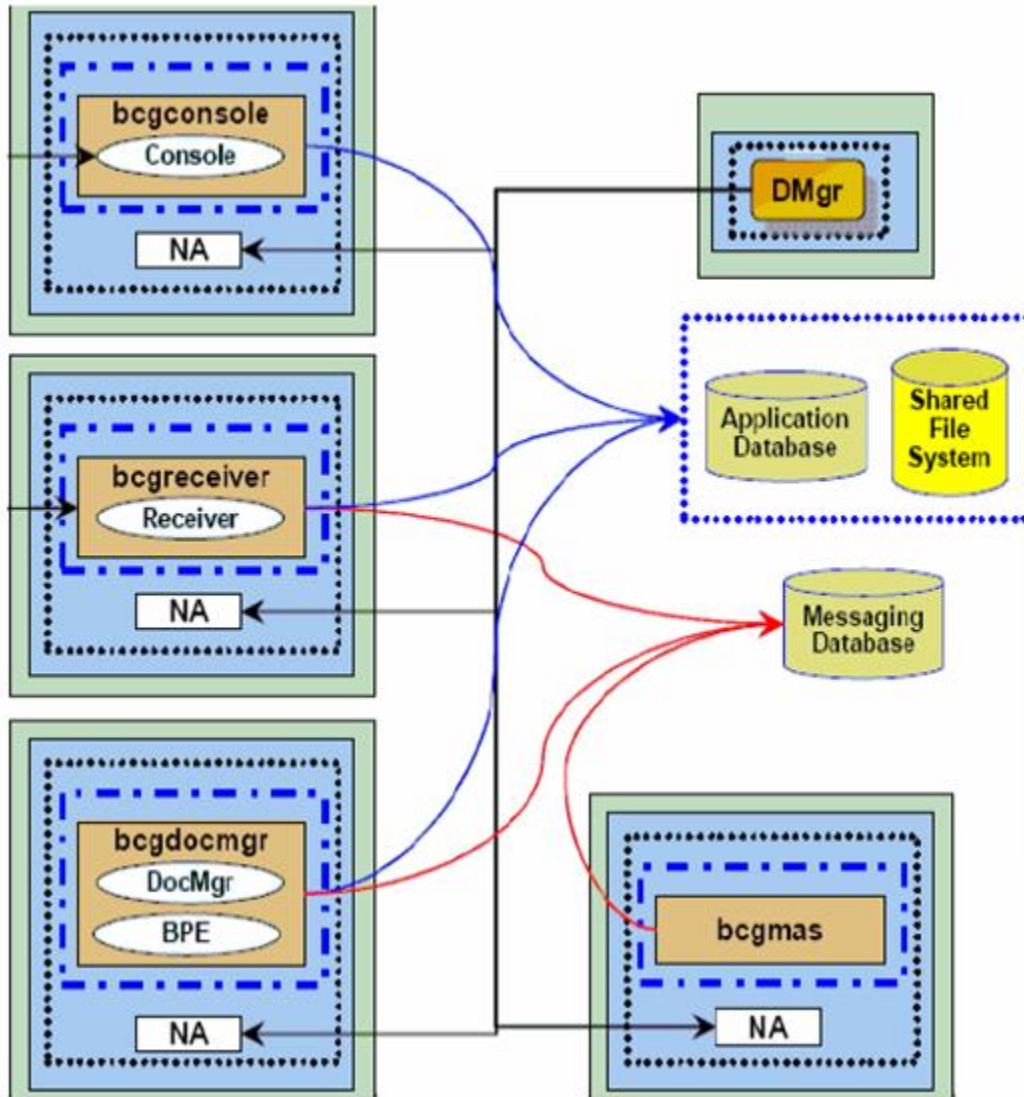 bcgconsole
Console
NA
DMgr
bcgreceiver
Receiver
NA
Application
Database
Shared
File
System
Messaging
Database
bcgdocmgr
DocMgr
BPE
NA
bcgmas
NA